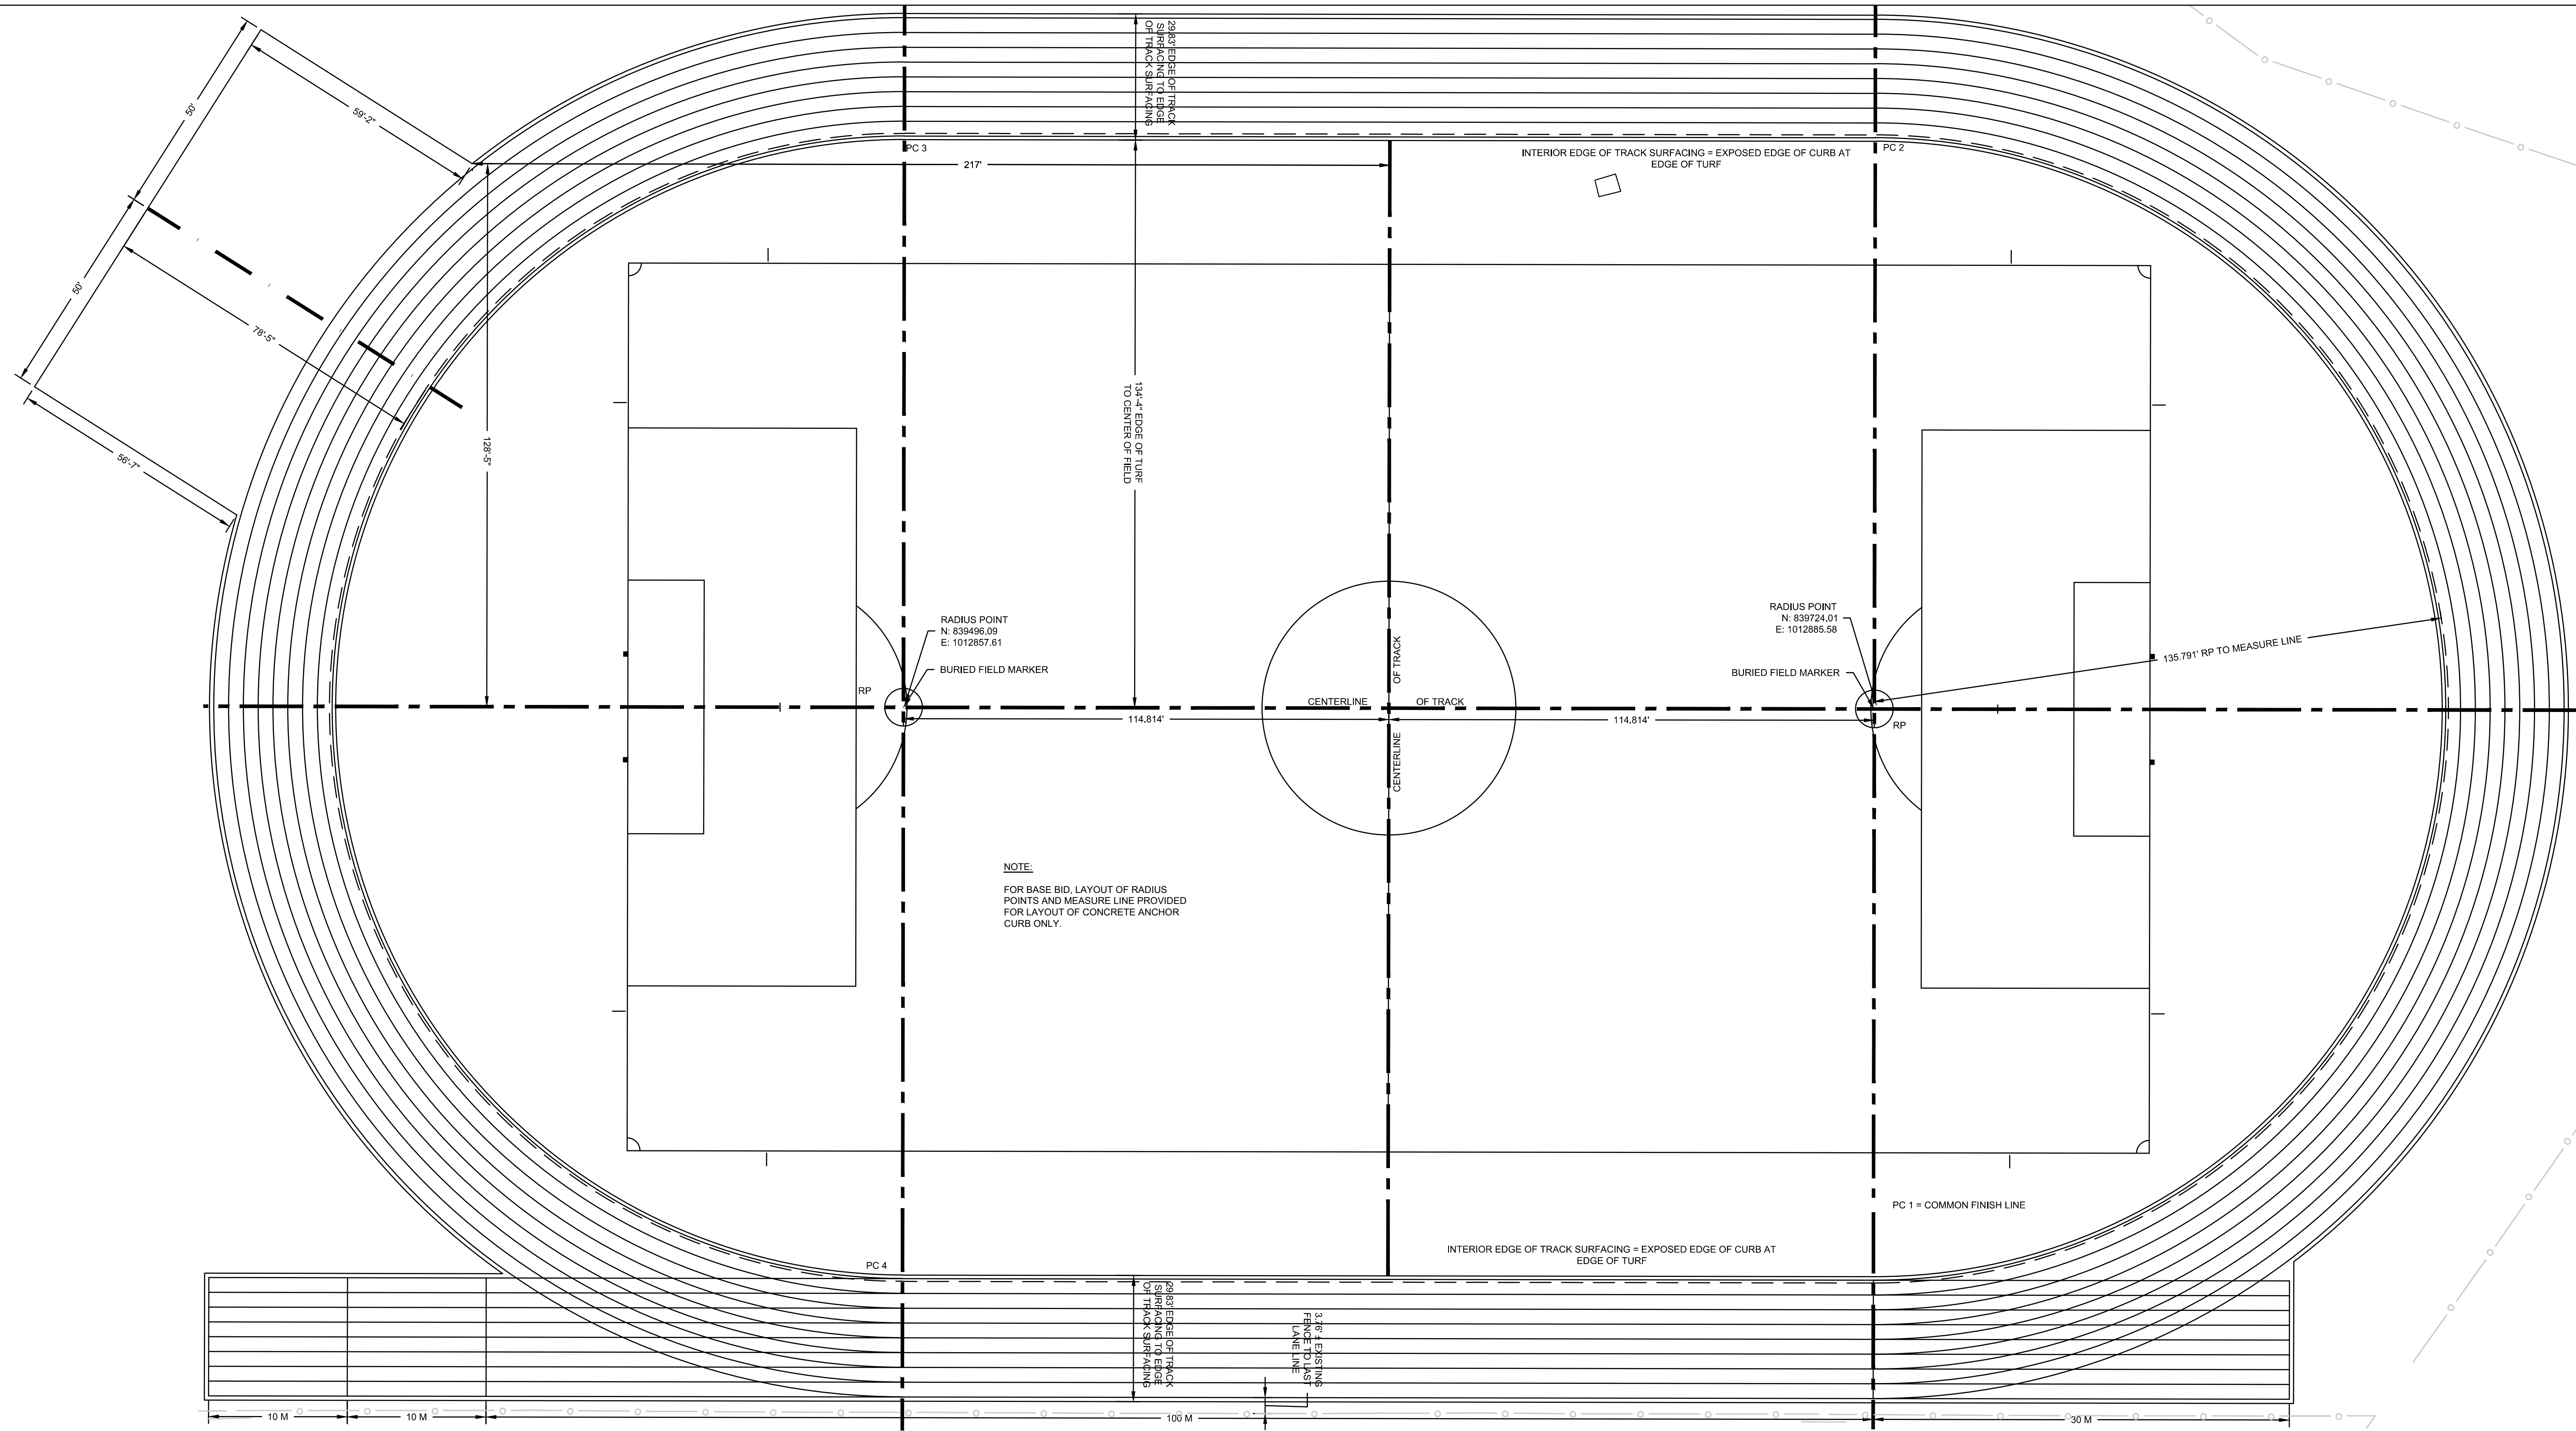 29.83' EDGE OF TRACK
SURFACING TO EDGE
OF TRACK SURFACING
50'
59'-2"
PC 3
217'
INTERIOR EDGE OF TRACK SURFACING = EXPOSED EDGE OF CURB AT
EDGE OF TURF
PC 2
50'
78'-5"
56'-7"
128'-5"
134'-4" EDGE OF TURF
TO CENTER OF FIELD
RADIUS POINT
N: 839496.09
E: 1012857.61
BURIED FIELD MARKER
RP
RADIUS POINT
N: 839724.01
E: 1012885.58
BURIED FIELD MARKER
RP
135.791' RP TO MEASURE LINE
CENTERLINE OF TRACK
CENTERLINE OF TRACK
114.814'
114.814'
NOTE:
FOR BASE BID, LAYOUT OF RADIUS
POINTS AND MEASURE LINE PROVIDED
FOR LAYOUT OF CONCRETE ANCHOR
CURB ONLY.
PC 1 = COMMON FINISH LINE
INTERIOR EDGE OF TRACK SURFACING = EXPOSED EDGE OF CURB AT
EDGE OF TURF
PC 4
29.83' EDGE OF TRACK
SURFACING TO EDGE
OF TRACK SURFACING
3.76' ± EXISTING
FENCE TO LAST
LANE LINE
10 M
10 M
100 M
30 M